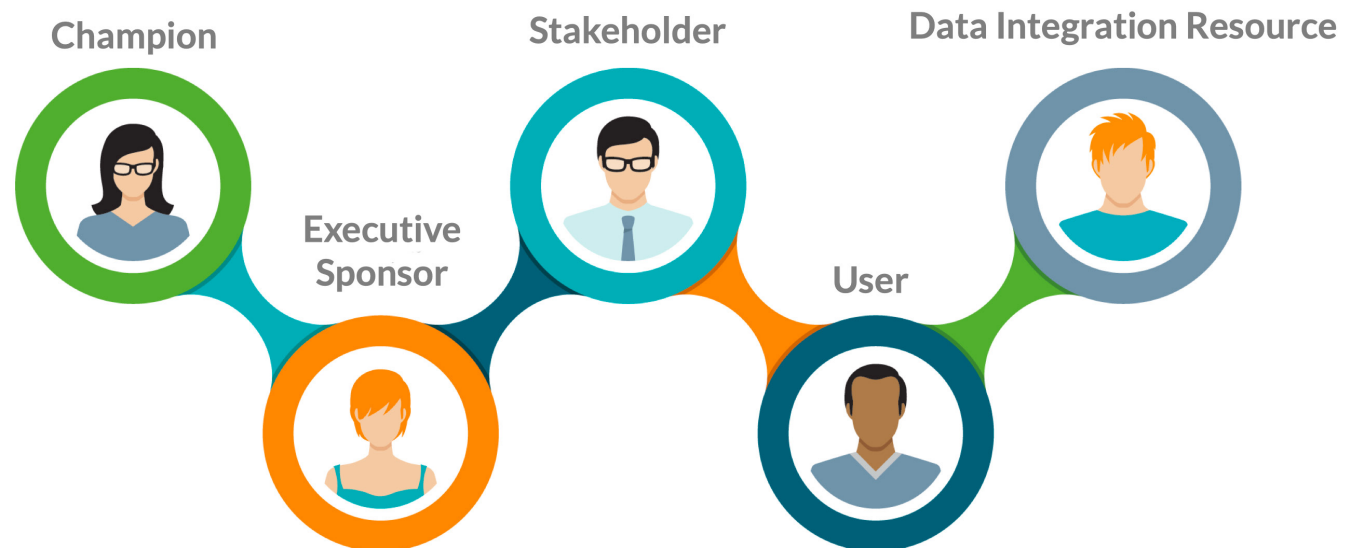 Champion
Executive
Sponsor
Stakeholder
User
Data Integration Resource